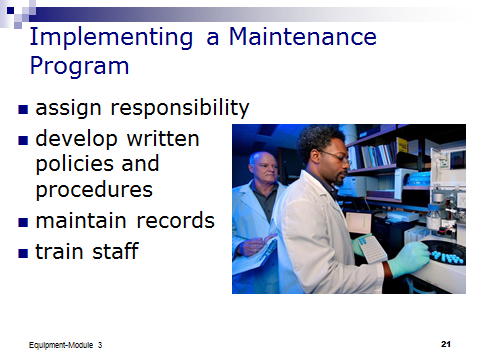 Implementing a Maintenance
Program
assign responsibility
develop written
policies and
procedures
maintain records
train staff
Equipment-Module 3
21